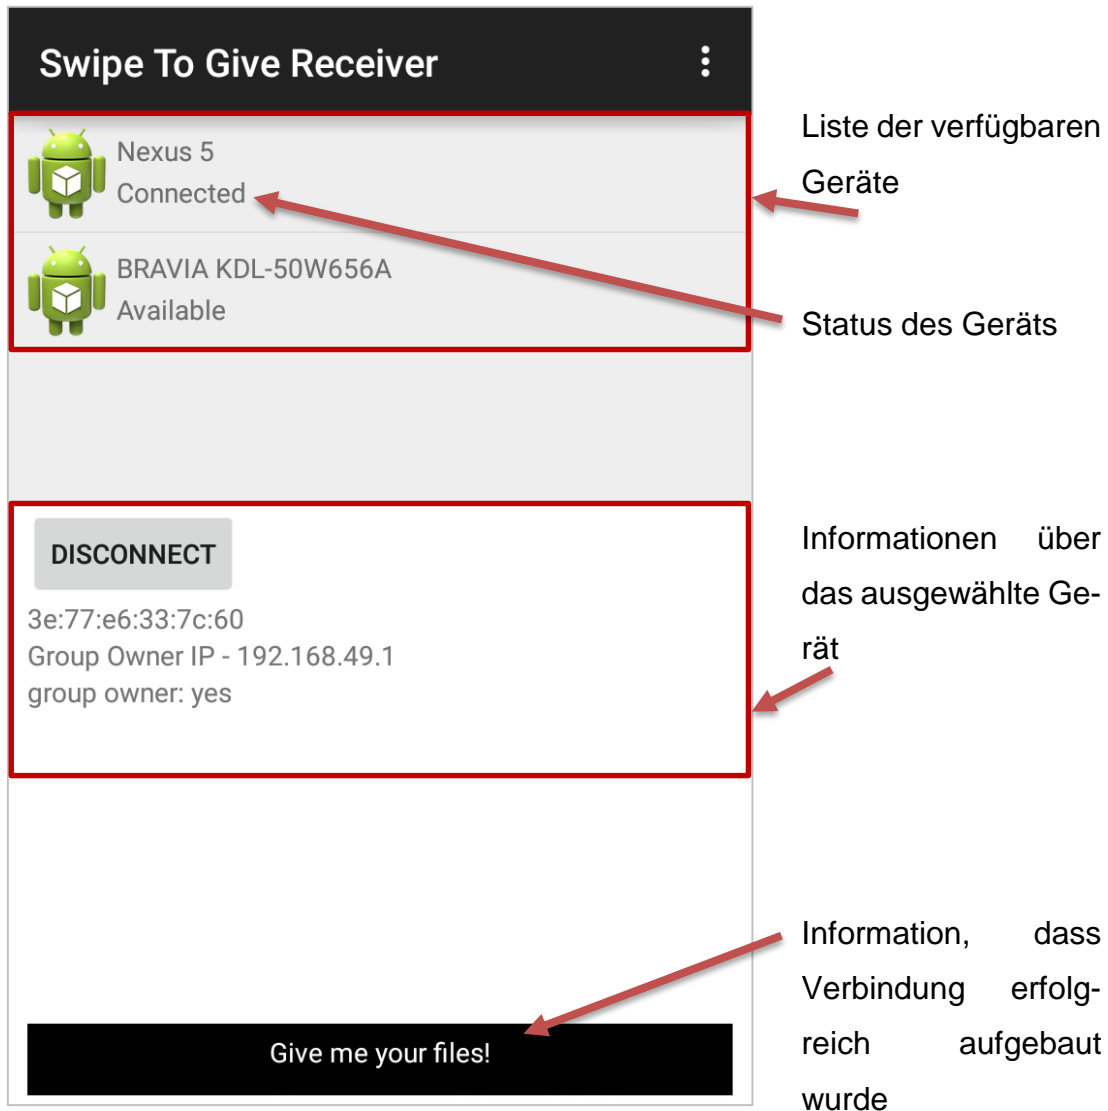 Swipe To Give Receiver
Nexus 5
Connected
BRAVIA KDL-50W656A
Available
DISCONNECT
3e:77:e6:33:7c:60
Group Owner IP - 192.168.49.1
group owner: yes
Give me your files!
Liste der verfügbaren
Geräte
Status des Geräts
Informationen über
das ausgewählte Ge-
rät
Information, dass
Verbindung erfolg-
reich aufgebaut
wurde